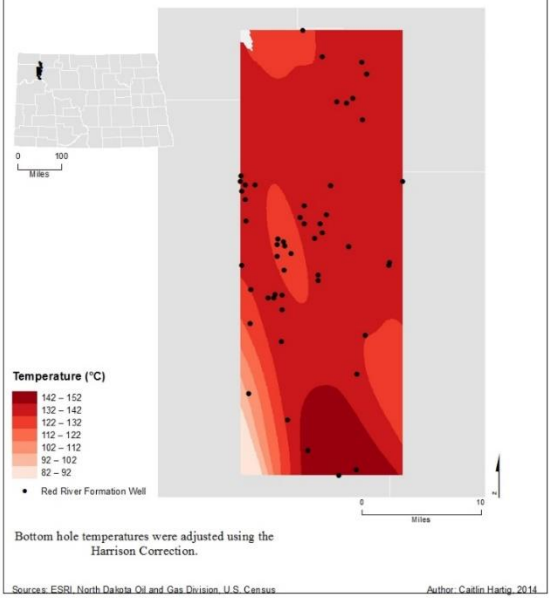 0 100
Miles
Temperature (°C)
142 – 152
132 – 142
122 – 132
112 – 122
102 – 112
92 – 102
82 – 92
Red River Formation Well
N
0 10
Miles
Bottom hole temperatures were adjusted using the
Harrison Correction.
Sources: ESRI, North Dakota Oil and Gas Division, U.S. Census
Author: Caitlin Hartig, 2014